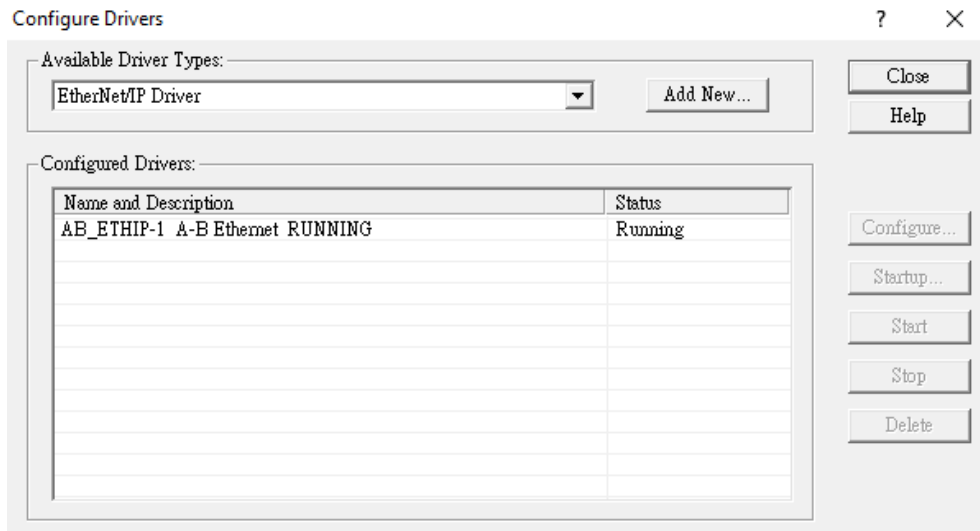 Configure Drivers
Available Driver Types:
EtherNet/IP Driver
Add New...
Close
Help
Configured Drivers:
Name and Description Status
AB_ETHIP-1 A-B Ethernet RUNNING Running
Configure...
Startup...
Start
Stop
Delete